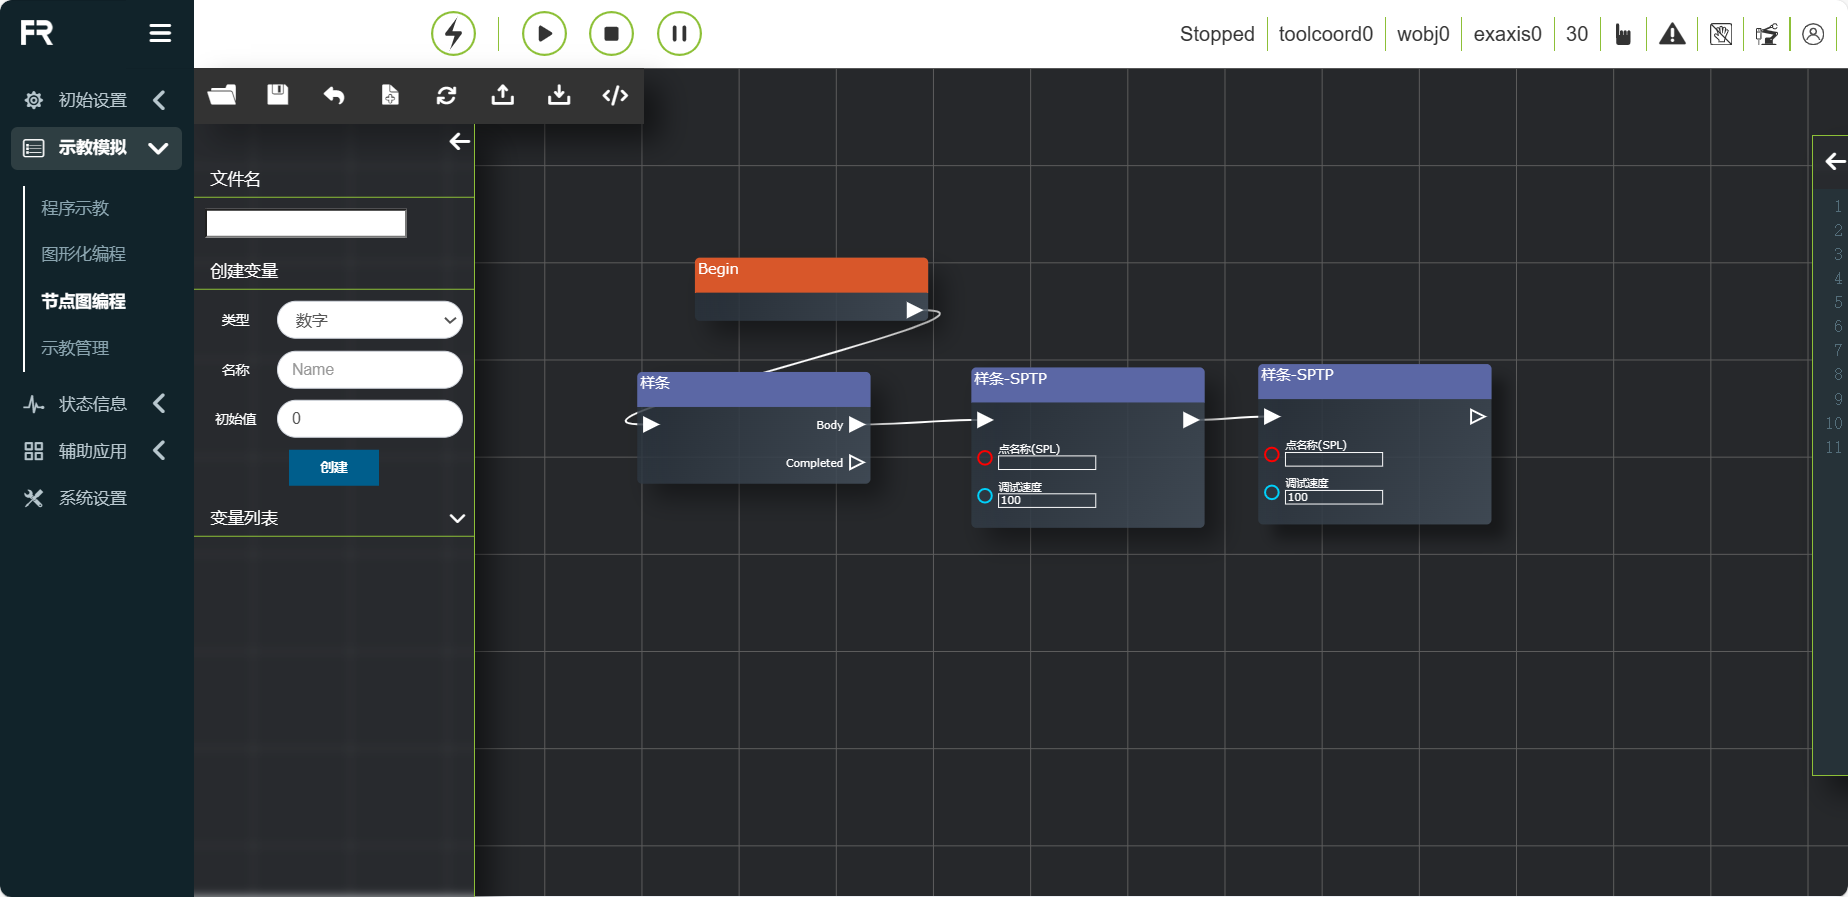 FR
Stopped
toolcoord0
wobj0
exaxis0
30
初始设置
示教模拟
程序示教
图形化编程
节点图编程
示教管理
状态信息
辅助应用
系统设置
文件名
创建变量
类型 数字
名称 Name
初始值 0
创建
变量列表
Begin
样条
Body
Completed
样条-SPTP
点名称(SPL)
调试速度
100
样条-SPTP
点名称(SPL)
调试速度
100
1
2
3
4
5
6
7
8
9
10
11